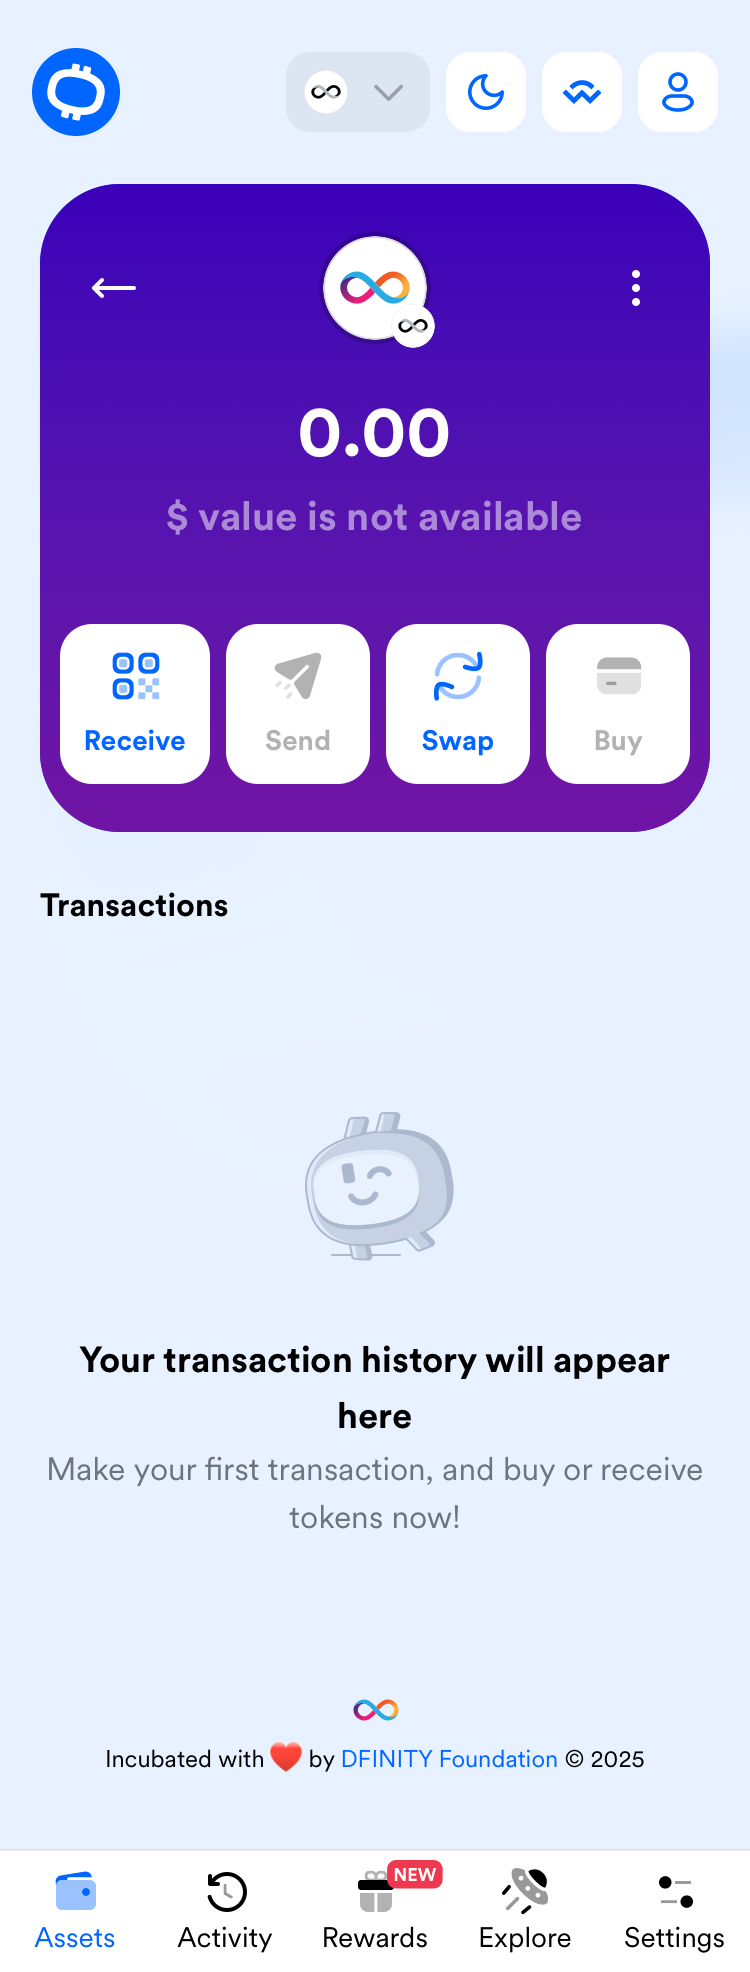 0.00
$ value is not available
Receive
Send
Swap
Buy
Transactions
Your transaction history will appear
here
Make your first transaction, and buy or receive
tokens now!
Incubated with ❤️ by DFINITY Foundation © 2025
NEW
Assets
Activity
Rewards
Explore
Settings